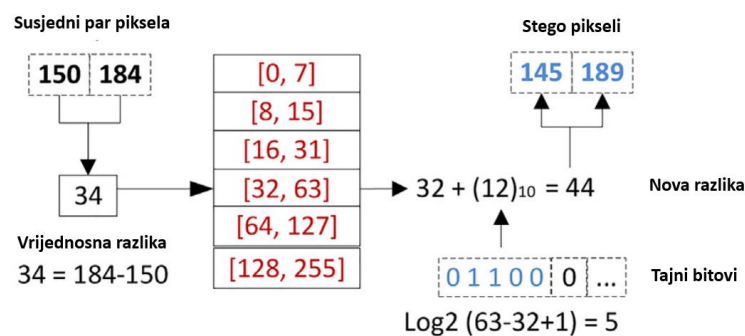 Susjedni par piksela
150 184
34
Vrijednosna razlika
34 = 184-150
[0, 7]
[8, 15]
[16, 31]
[32, 63]
[64, 127]
[128, 255]
Stego pikseli
145 189
32 + (12)10 = 44
Nova razlika
0 1 1 0 0 0 ...
Tajni bitovi
Log2 (63-32+1) = 5